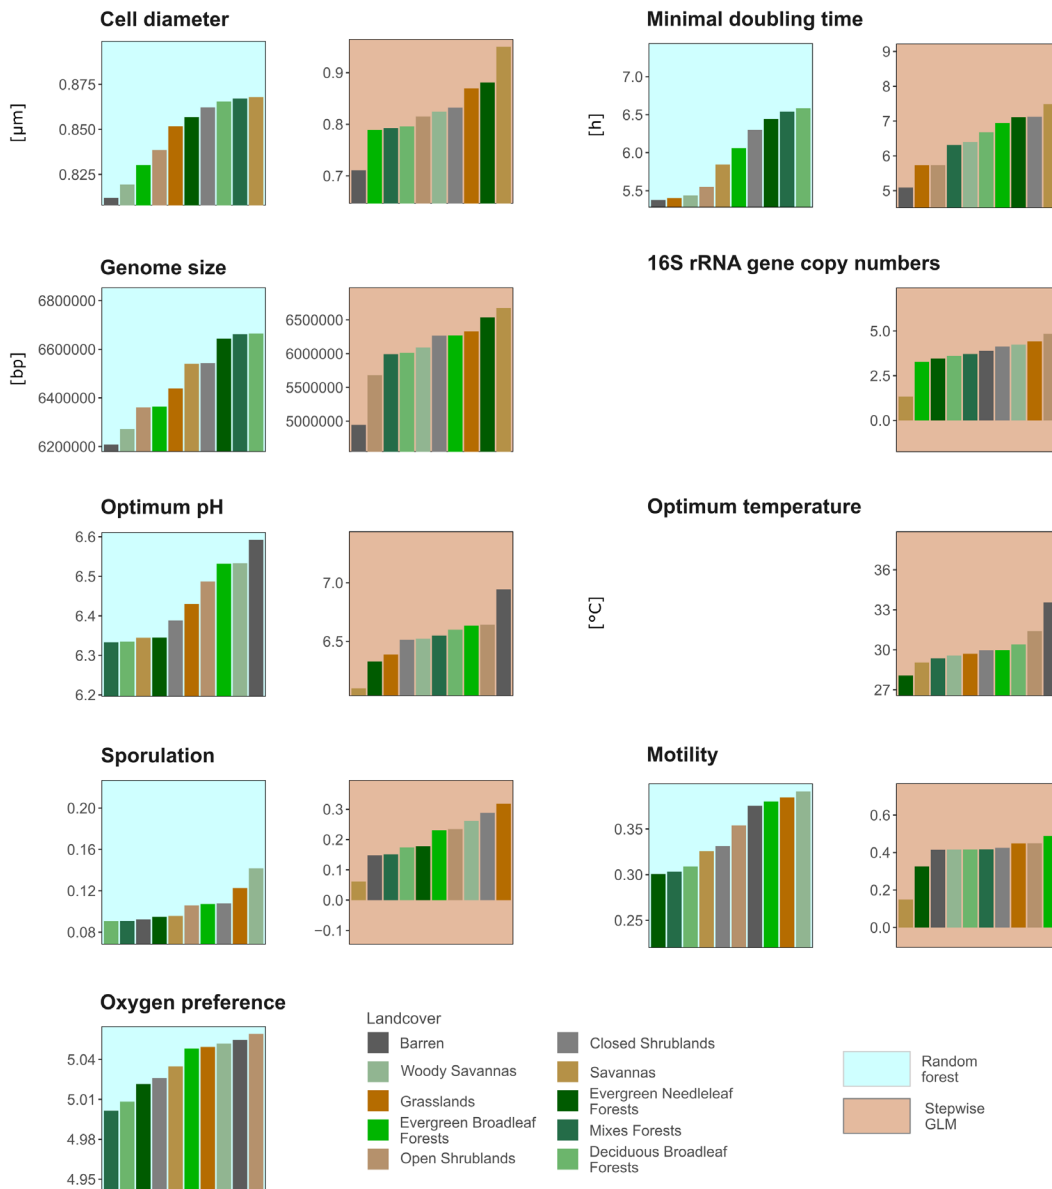 Cell diameter
Minimal doubling time
[µm]
0.875
0.850
0.825
0.9
0.8
0.7
[h]
7.0
6.5
6.0
5.5
9
8
7
6
5
Genome size
16S rRNA gene copy numbers
[bp]
6800000
6600000
6400000
6200000
6500000
6000000
5500000
5000000
5.0
2.5
0.0
Optimum pH
Optimum temperature
6.6
6.5
6.4
6.3
6.2
7.0
6.5
[°C]
36
33
30
27
Sporulation
Motility
0.20
0.16
0.12
0.08
0.3
0.2
0.1
0.0
−0.1
0.35
0.30
0.25
0.6
0.4
0.2
0.0
Oxygen preference
5.04
5.01
4.98
4.95
Landcover
Barren
Woody Savannas
Grasslands
Evergreen Broadleaf
Forests
Open Shrublands
Closed Shrublands
Savannas
Evergreen Needleleaf
Forests
Mixes Forests
Deciduous Broadleaf
Forests
Random
forest
Stepwise
GLM